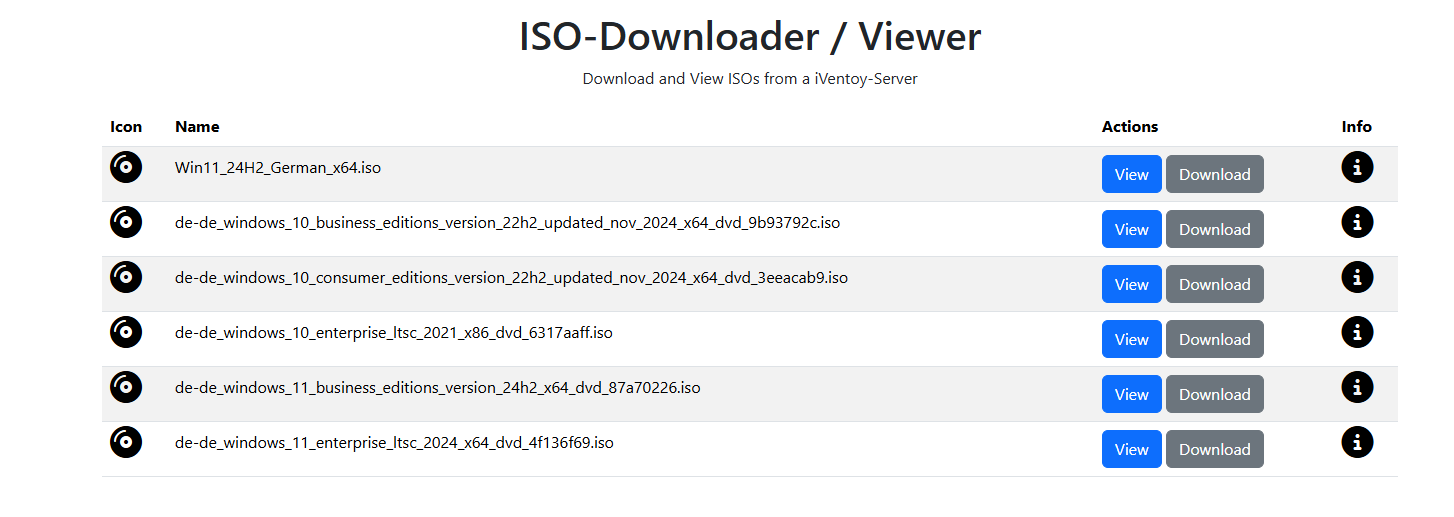 ISO-Downloader / Viewer
Download and View ISOs from a iVentoy-Server
Icon Name Actions Info
Win11_24H2_German_x64.iso View Download
de-de_windows_10_business_editions_version_22h2_updated_nov_2024_x64_dvd_9b93792c.iso View Download
de-de_windows_10_consumer_editions_version_22h2_updated_nov_2024_x64_dvd_3eeacab9.iso View Download
de-de_windows_10_enterprise_ltsc_2021_x86_dvd_6317aaff.iso View Download
de-de_windows_11_business_editions_version_24h2_x64_dvd_87a70226.iso View Download
de-de_windows_11_enterprise_ltsc_2024_x64_dvd_4f136f69.iso View Download